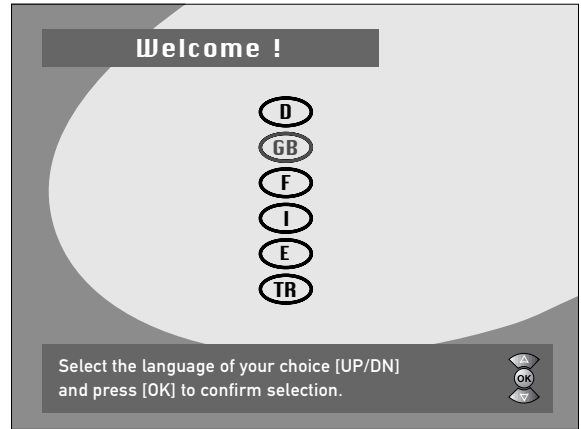 Welcome !
D
GB
F
I
E
TR
Select the language of your choice [UP/DN]
and press [OK] to confirm selection.
OK